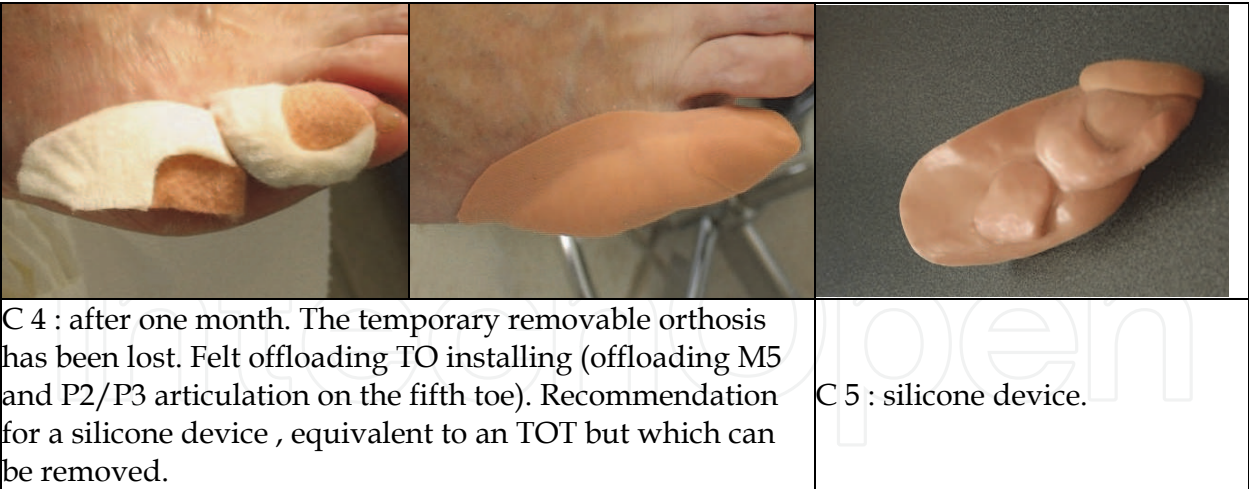 C 4 : after one month. The temporary removable orthosis
has been lost. Felt offloading TO installing (offloading M5
and P2/P3 articulation on the fifth toe). Recommendation
for a silicone device , equivalent to an TOT but which can
be removed.
C 5 : silicone device.
IntechOpen